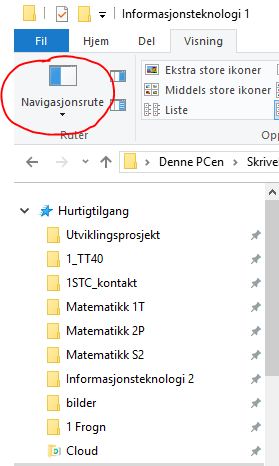 Informasjonsteknologi 1
Fil Hjem Del Visning
Navigasjonsrute
Ekstra store ikoner
Middels store ikoner
Liste
Ruter
Denne PCen Skrive
Hurtigtilgang
Utviklingsprosjekt
1_TT40
1STC_kontakt
Matematikk 1T
Matematikk 2P
Matematikk S2
Informasjonsteknologi 2
bilder
1 Frogn
Cloud